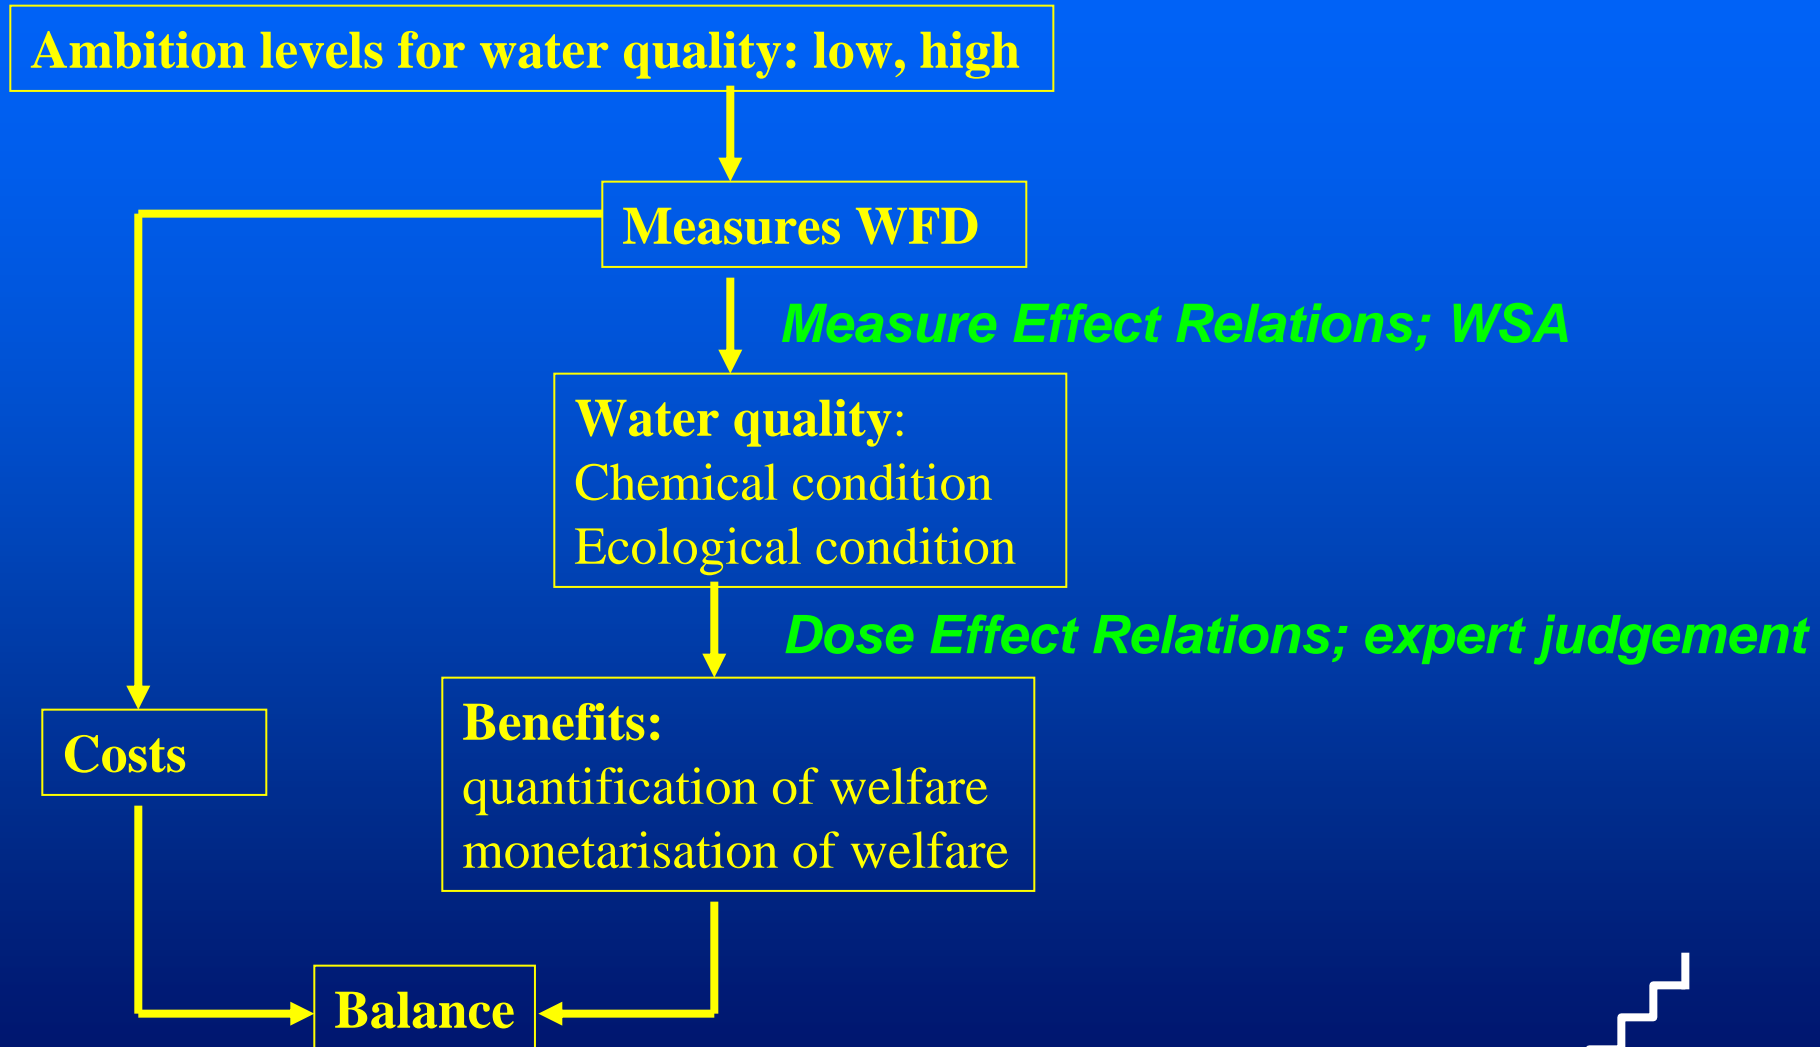 Ambition levels for water quality: low, high
Measures WFD
Measure Effect Relations; WSA
Water quality:
Chemical condition
Ecological condition
Dose Effect Relations; expert judgement
Costs
Benefits:
quantification of welfare
monetarisation of welfare
Balance